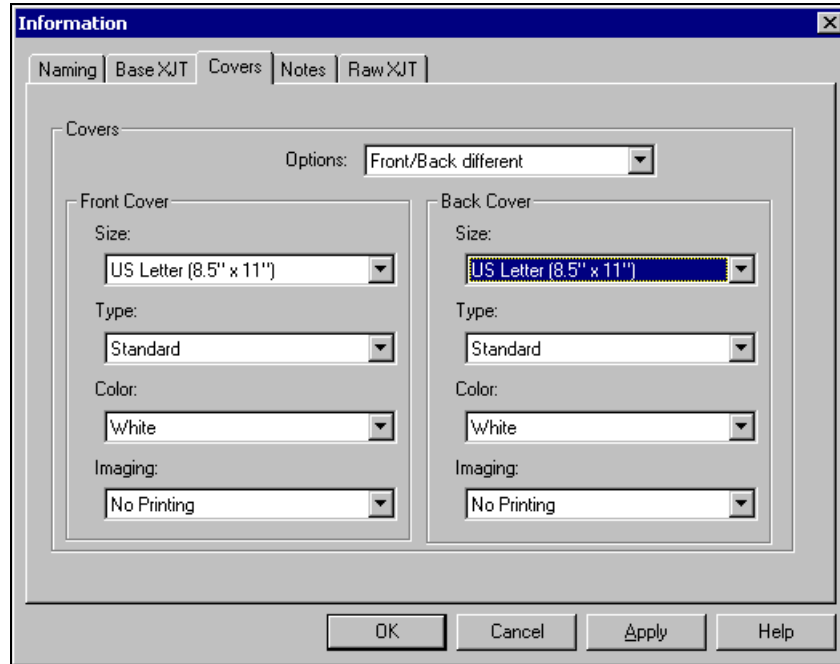 Information
Naming Base XJT Covers Notes Raw XJT
Covers
Options: Front/Back different
Front Cover
Size:
US Letter (8.5" x 11")
Type:
Standard
Color:
White
Imaging:
No Printing
Back Cover
Size:
US Letter (8.5" x 11")
Type:
Standard
Color:
White
Imaging:
No Printing
OK Cancel Apply Help